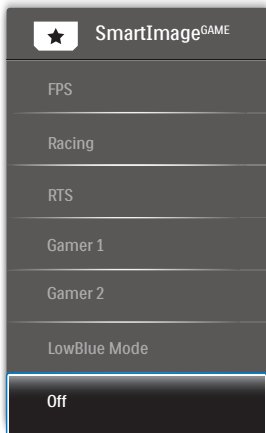 SmartImageGAME
FPS
Racing
RTS
Gamer 1
Gamer 2
LowBlue Mode
Off